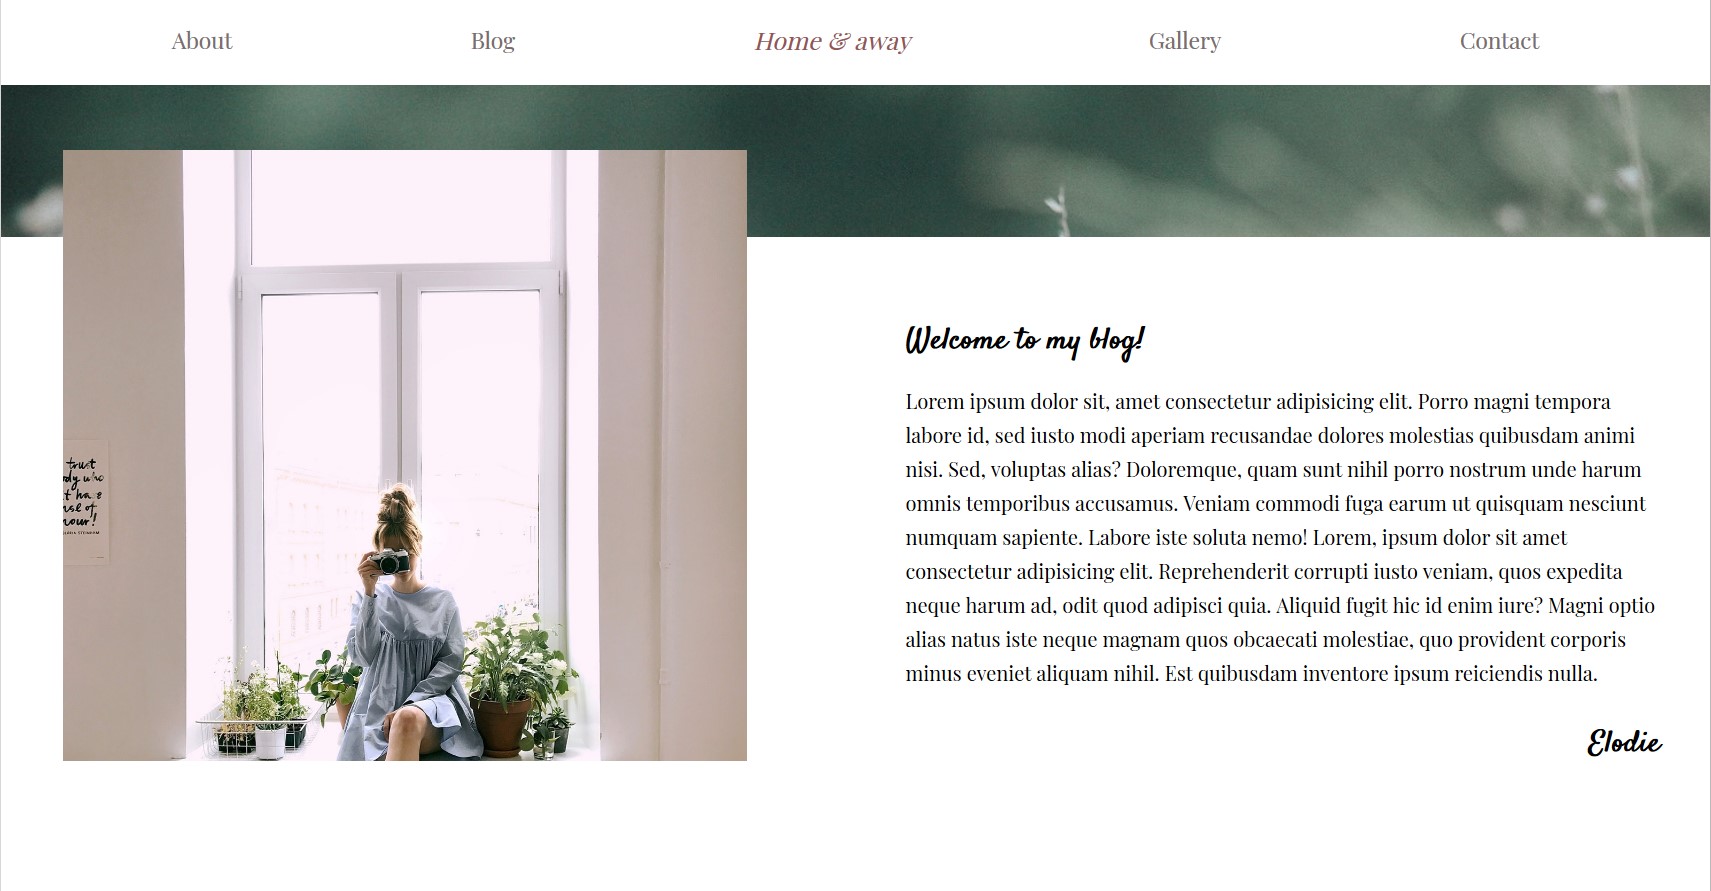 About
Blog
Home & away
Gallery
Contact
trust
ody who
t have
nse of
mour!
Welcome to my blog!
Lorem ipsum dolor sit, amet consectetur adipisicing elit. Porro magni tempora
labore id, sed iusto modi aperiam recusandae dolores molestias quibusdam animi
nisi. Sed, voluptas alias? Doloremque, quam sunt nihil porro nostrum unde harum
omnis temporibus accusamus. Veniam commodi fuga earum ut quisquam nesciunt
numquam sapiente. Labore iste soluta nemo! Lorem, ipsum dolor sit amet
consectetur adipisicing elit. Reprehenderit corrupti iusto veniam, quos expedita
neque harum ad, odit quod adipisci quia. Aliquid fugit hic id enim iure? Magni optio
alias natus iste neque magnam quos obcaecati molestiae, quo provident corporis
minus eveniet aliquam nihil. Est quibusdam inventore ipsum reiciendis nulla.
Elodie